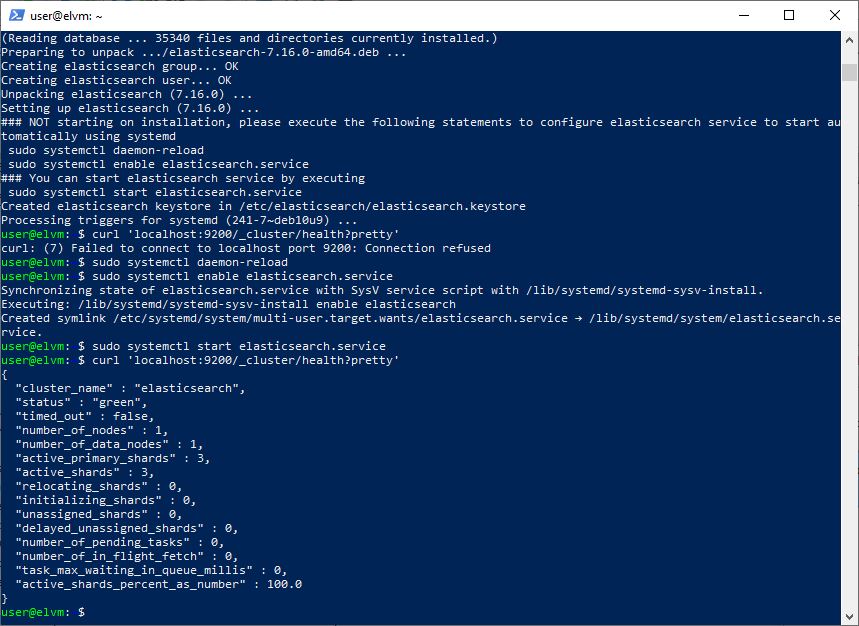 user@elvm: ~
(Reading database ... 35340 files and directories currently installed.)
Preparing to unpack .../elasticsearch-7.16.0-amd64.deb ...
Creating elasticsearch group... OK
Creating elasticsearch user... OK
Unpacking elasticsearch (7.16.0) ...
Setting up elasticsearch (7.16.0) ...
### NOT starting on installation, please execute the following statements to configure elasticsearch service to start au
tomatically using systemd
 sudo systemctl daemon-reload
 sudo systemctl enable elasticsearch.service
### You can start elasticsearch service by executing
 sudo systemctl start elasticsearch.service
Created elasticsearch keystore in /etc/elasticsearch/elasticsearch.keystore
Processing triggers for systemd (241-7~deb10u9) ...
user@elvm: $ curl 'localhost:9200/_cluster/health?pretty'
curl: (7) Failed to connect to localhost port 9200: Connection refused
user@elvm: $ sudo systemctl daemon-reload
user@elvm: $ sudo systemctl enable elasticsearch.service
Synchronizing state of elasticsearch.service with SysV service script with /lib/systemd/systemd-sysv-install.
Executing: /lib/systemd/systemd-sysv-install enable elasticsearch
Created symlink /etc/systemd/system/multi-user.target.wants/elasticsearch.service → /lib/systemd/system/elasticsearch.se
rvice.
user@elvm: $ sudo systemctl start elasticsearch.service
user@elvm: $ curl 'localhost:9200/_cluster/health?pretty'
{
  "cluster_name" : "elasticsearch",
  "status" : "green",
  "timed_out" : false,
  "number_of_nodes" : 1,
  "number_of_data_nodes" : 1,
  "active_primary_shards" : 3,
  "active_shards" : 3,
  "relocating_shards" : 0,
  "initializing_shards" : 0,
  "unassigned_shards" : 0,
  "delayed_unassigned_shards" : 0,
  "number_of_pending_tasks" : 0,
  "number_of_in_flight_fetch" : 0,
  "task_max_waiting_in_queue_millis" : 0,
  "active_shards_percent_as_number" : 100.0
}
user@elvm: $